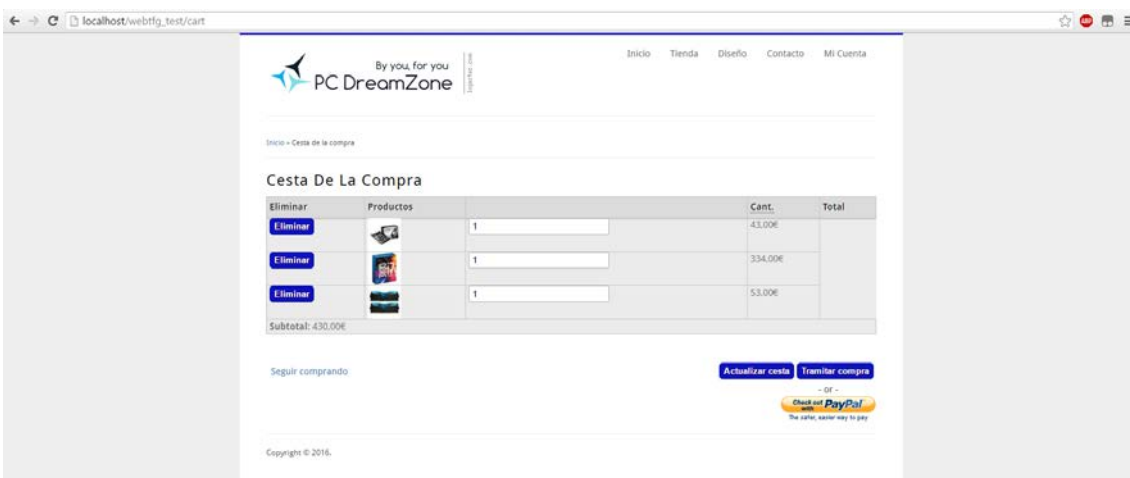 localhost/webtfg_test/cart
By you, for you
PC DreamZone
Inicio Tienda Diseño Contacto Mi Cuenta
Inicio » Cesta de la compra
Cesta De La Compra
Eliminar Productos Cant. Total
Eliminar 1 43,00€
Eliminar 1 334,00€
Eliminar 1 53,00€
Subtotal: 430,00€
Seguir comprando Actualizar cesta Tramitar compra
- or -
Check out with PayPal
The safer, easier way to pay
Copyright © 2016.